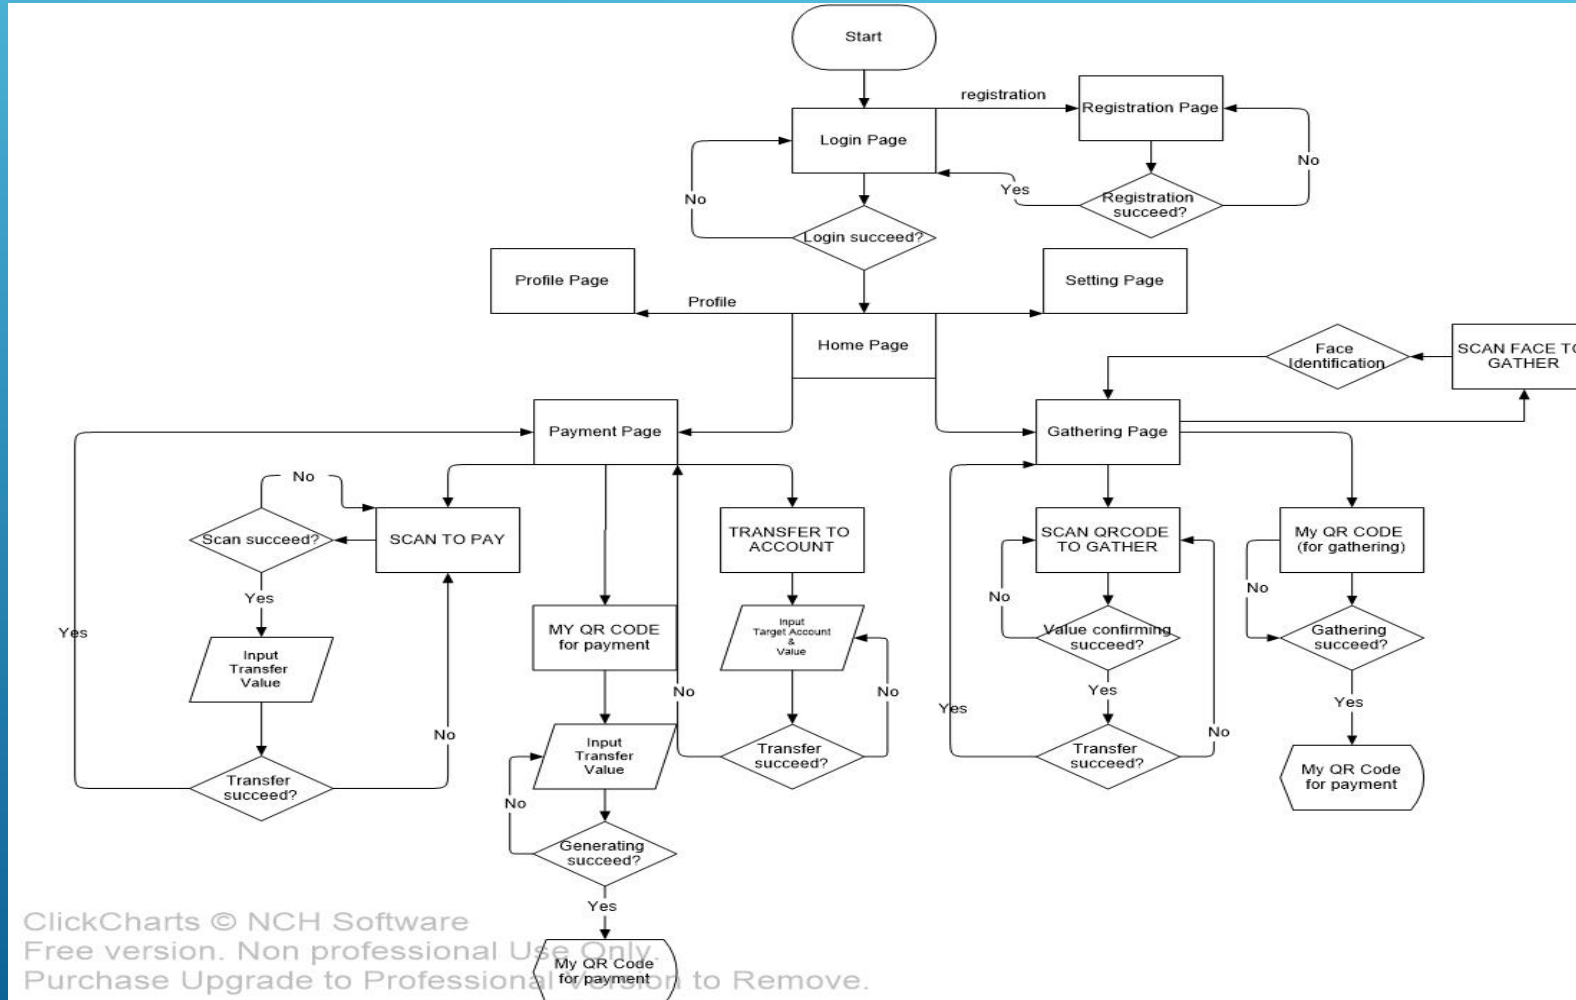 Start
registration
Registration Page
Login Page
No
Yes
No
Registration
succeed?
Login succeed?
Profile Page
Profile
Setting Page
Home Page
Face
Identification
SCAN FACE TO
GATHER
Payment Page
Gathering Page
No
Scan succeed?
SCAN TO PAY
TRANSFER TO
ACCOUNT
SCAN QRCODE
TO GATHER
My QR CODE
(for gathering)
Yes
No
No
Yes
MY QR CODE
for payment
Input
Target Account
&
Value
Value confirming
succeed?
Gathering
succeed?
Input
Transfer
Value
No
No
Yes
Yes
Yes
No
No
Input
Transfer
Value
Transfer
succeed?
Transfer
succeed?
My QR Code
for payment
Transfer
succeed?
No
Generating
succeed?
Yes
My QR Code
for payment
ClickCharts © NCH Software
Free version. Non professional Use Only.
Purchase Upgrade to Professional Version to Remove.